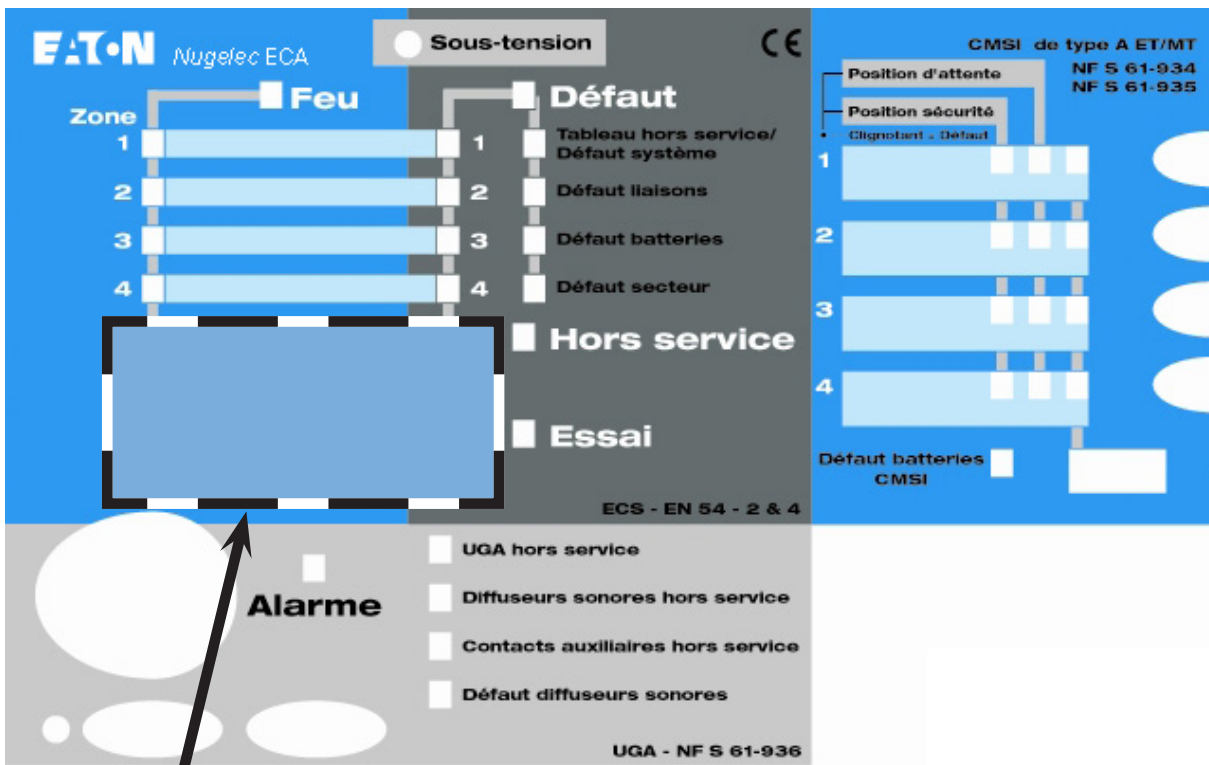 EATON Nugelec ECA
Sous-tension
CE
Feu
Défaut
Zone
1
2
3
4
1
2
3
4
Tableau hors service/
Défaut système
Défaut liaisons
Défaut batteries
Défaut secteur
Hors service
Essai
ECS - EN 54 - 2 & 4
CMSI de type A ET/MT
NF S 61-934
NF S 61-935
Position d'attente
Position sécurité
• Clignotant = Défaut
1
2
3
4
Défaut batteries
CMSI
Alarme
UGA hors service
Diffuseurs sonores hors service
Contacts auxiliaires hors service
Défaut diffuseurs sonores
UGA - NF S 61-936